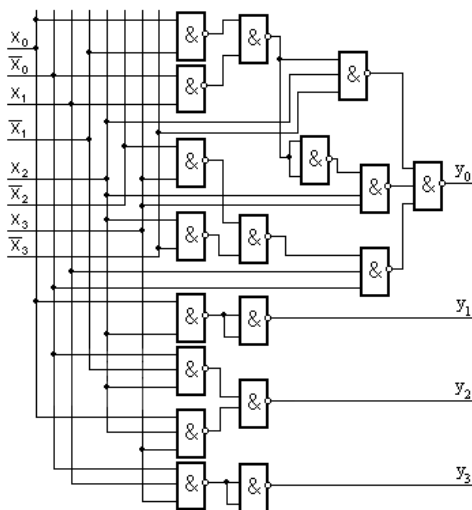 & &
x₀
x̄₀ &
x₁ &
x̄₁
& &
x₂ & & y₀
x̄₂
x₃ & &
x̄₃ &
& & y₁
&
& y₂
&
& & y₃